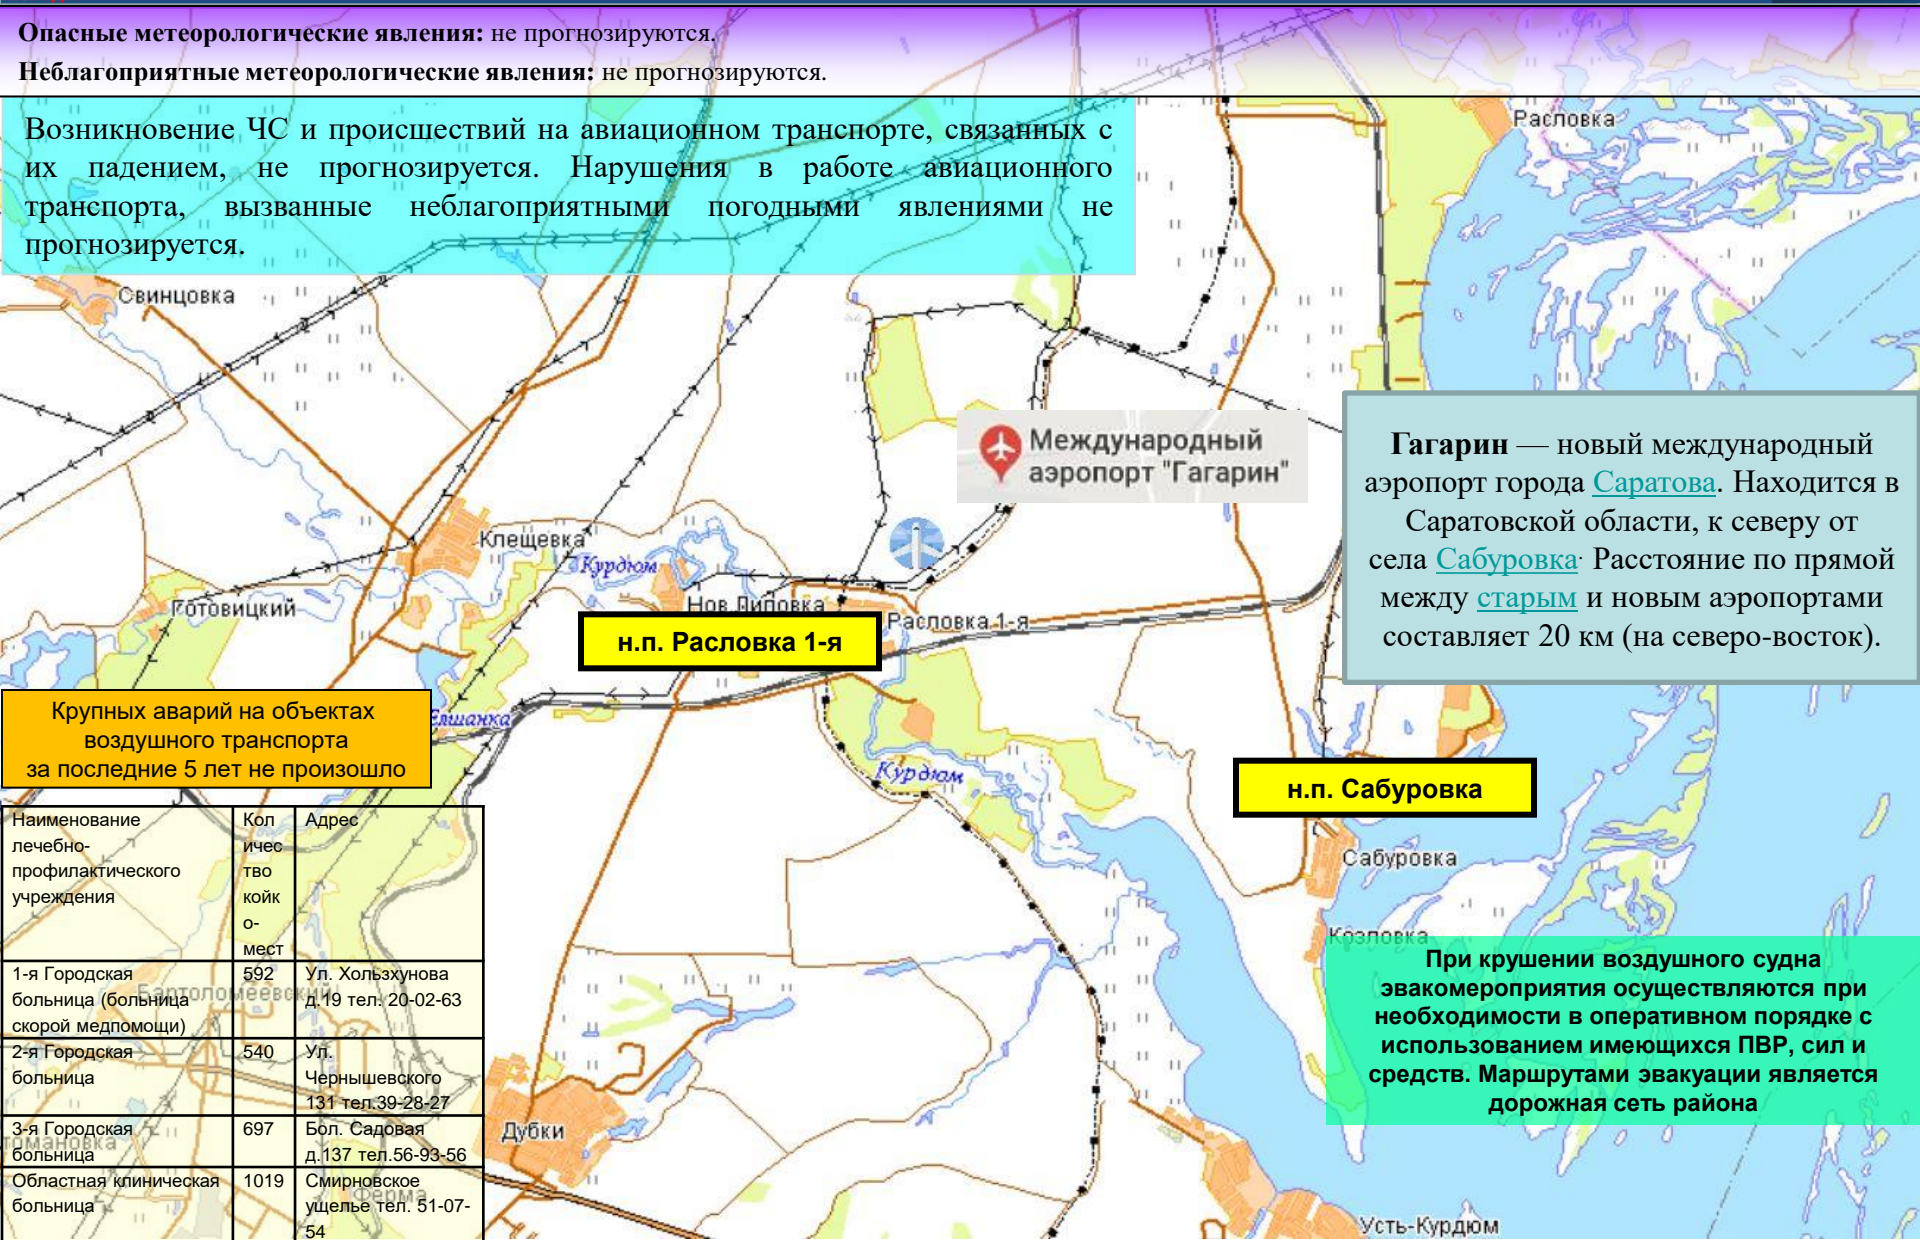 Опасные метеорологические явления: не прогнозируются.
Неблагоприятные метеорологические явления: не прогнозируются.
Возникновение ЧС и происшествий на авиационном транспорте, связанных с
их падением, не прогнозируется. Нарушения в работе авиационного
транспорта, вызванные неблагоприятными погодными явлениями не
прогнозируется.
Расловка
Свинцовка
Международный
аэропорт "Гагарин"
Гагарин — новый международный
аэропорт города Саратова. Находится в
Саратовской области, к северу от
села Сабуровка. Расстояние по прямой
между старым и новым аэропортами
составляет 20 км (на северо-восток).
Клещевка
Курдюм
Готовицкий
Нов.Липовка
Расловка 1-я
н.п. Расловка 1-я
Елшанка
Крупных аварий на объектах
воздушного транспорта
за последние 5 лет не произошло
Курдюм
н.п. Сабуровка
Сабуровка
Козловка
При крушении воздушного судна
эвакомероприятия осуществляются при
необходимости в оперативном порядке с
использованием имеющихся ПВР, сил и
средств. Маршрутами эвакуации является
дорожная сеть района
Наименование
лечебно-
профилактического
учреждения
Кол
ичес
тво
койк
о-
мест
Адрес
1-я Городская
больница (больница
скорой медпомощи)
592
Ул. Хользхунова
д.19 тел. 20-02-63
Бартоломеевский
2-я Городская
больница
540
Ул.
Чернышевского
131 тел.39-28-27
3-я Городская
больница
697
Бол. Садовая
д.137 тел.56-93-56
Областная клиническая
больница
1019
Смирновское
ущелье тел. 51-07-
54
Ферма
Дубки
Усть-Курдюм